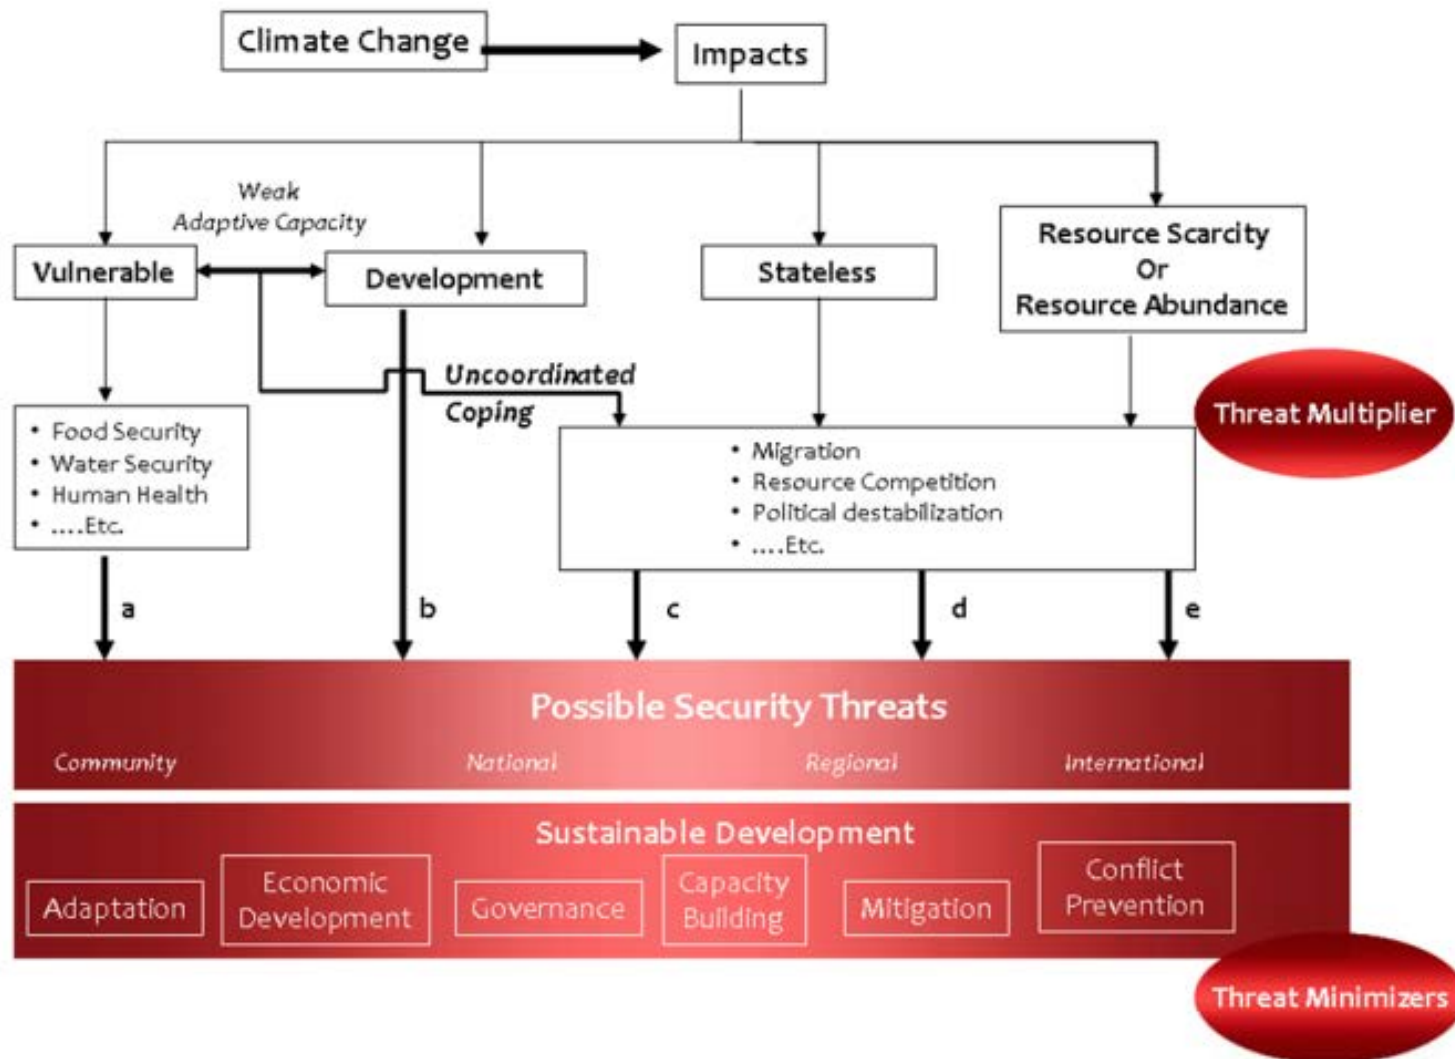 Climate Change
Impacts
Weak
Adaptive Capacity
Vulnerable
Development
Stateless
Resource Scarcity
Or
Resource Abundance
Uncoordinated
Coping
Threat Multiplier
• Food Security
• Water Security
• Human Health
• ....Etc.
• Migration
• Resource Competition
• Political destabilization
• ....Etc.
a
b
c
d
e
Possible Security Threats
Community
National
Regional
International
Sustainable Development
Adaptation
Economic
Development
Governance
Capacity
Building
Mitigation
Conflict
Prevention
Threat Minimizers